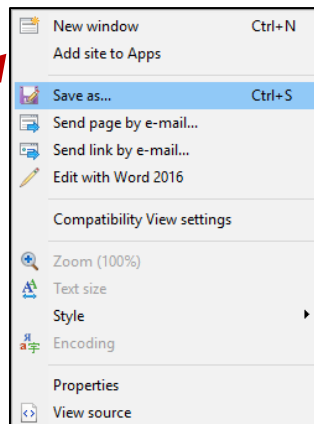 New window Ctrl+N
Add site to Apps
Save as... Ctrl+S
Send page by e-mail...
Send link by e-mail...
Edit with Word 2016
Compatibility View settings
Zoom (100%)
Text size
Style
Encoding
Properties
View source